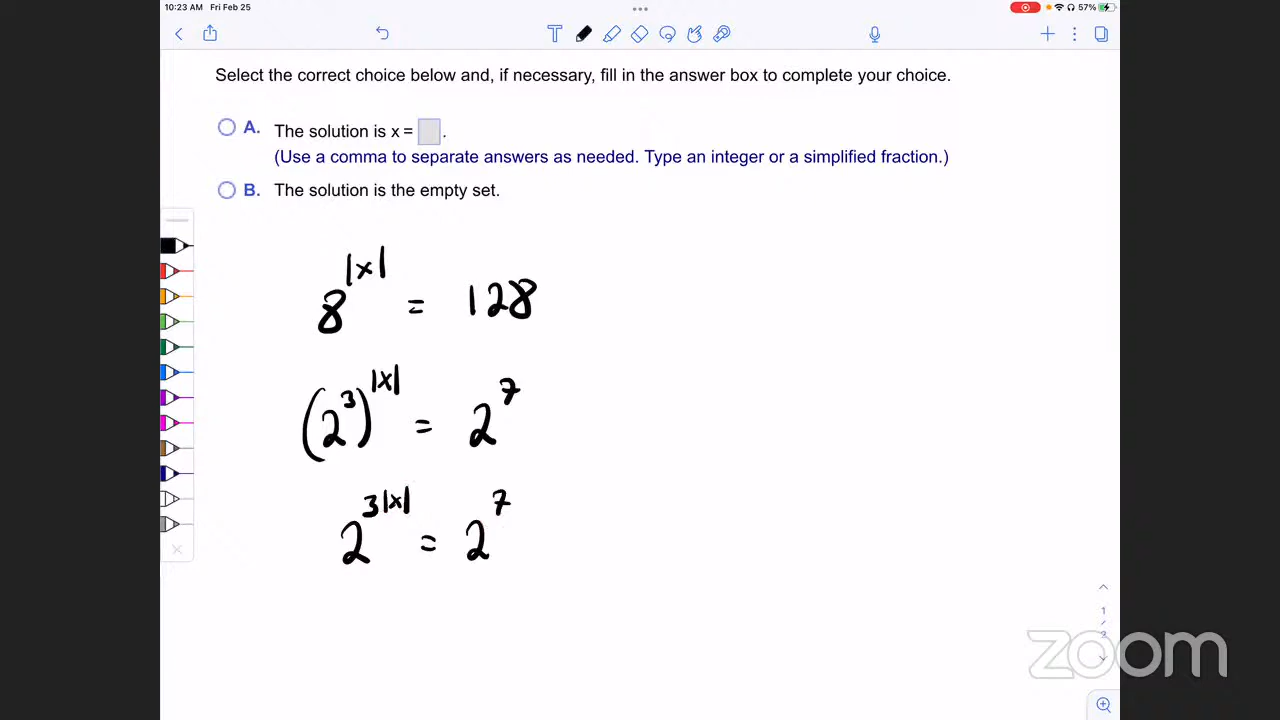 10:23 AM Fri Feb 25
57%
Select the correct choice below and, if necessary, fill in the answer box to complete your choice.
A. The solution is x = .
(Use a comma to separate answers as needed. Type an integer or a simplified fraction.)
B. The solution is the empty set.
8^|x| = 128
(2^3)^|x| = 2^7
2^3|x| = 2^7
1
/
3
zoom